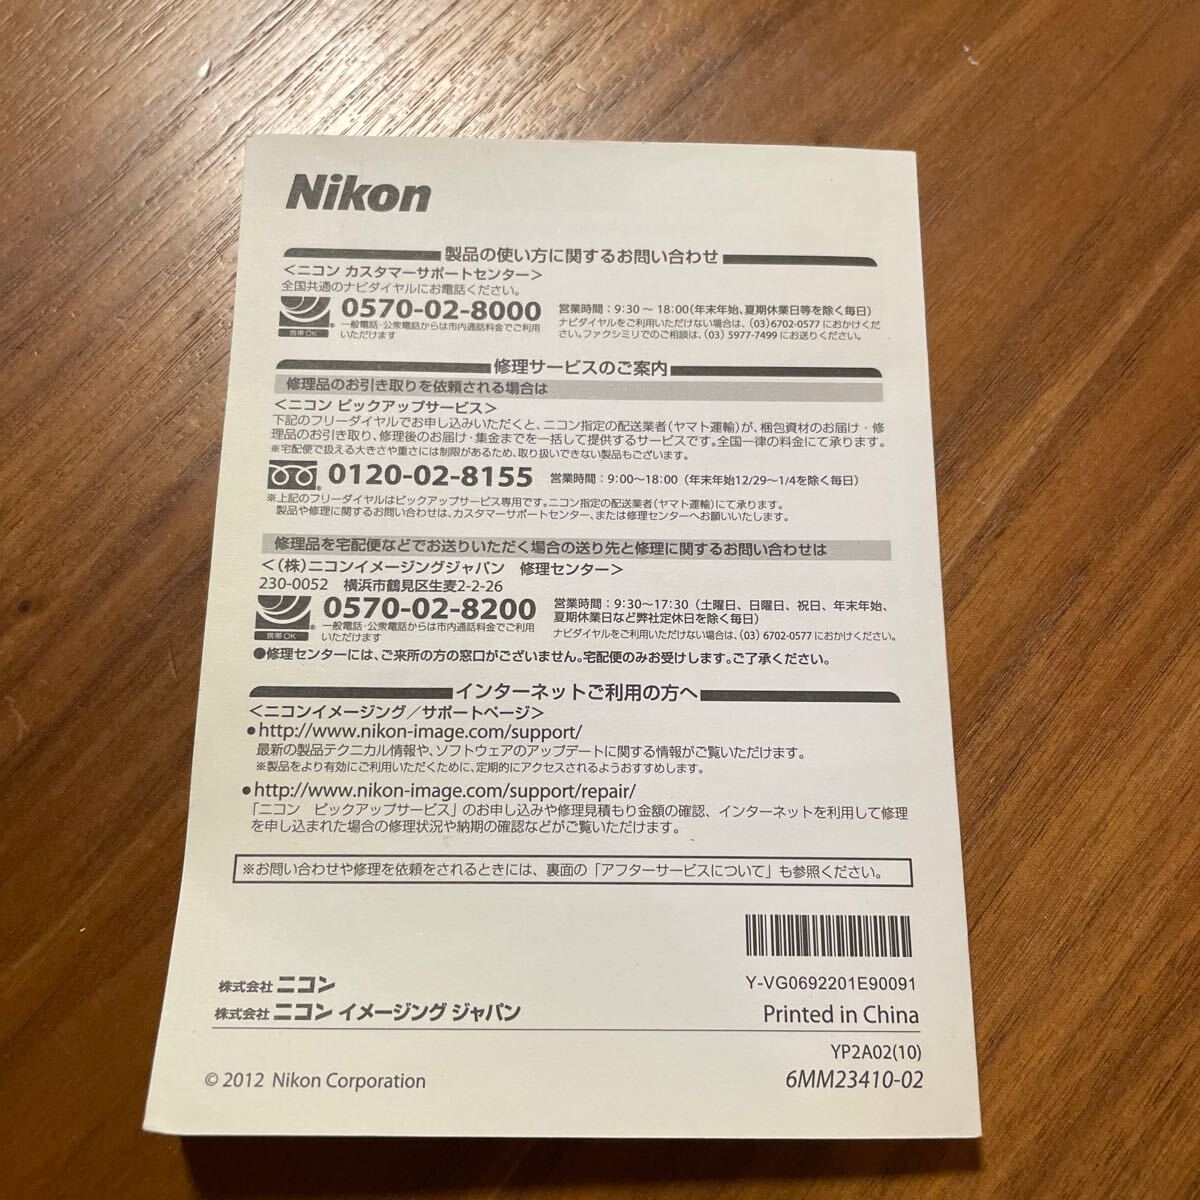 Nikon
製品の使い方に関するお問い合わせ
<ニコン カスタマーサポートセンター>
全国共通のナビダイヤルにお電話ください。
携帯OK
0570-02-8000
一般電話・公衆電話からは市内通話料金でご利用
いただけます
営業時間：9:30～18:00(年末年始、夏期休業日等を除く毎日)
ナビダイヤルをご利用いただけない場合は、(03)6702-0577におかけくだ
さい。ファクシミリでのご相談は、(03)5977-7499にお送りください。
修理サービスのご案内
修理品のお引き取りを依頼される場合は
<ニコン ピックアップサービス>
下記のフリーダイヤルでお申し込みいただくと、ニコン指定の配送業者(ヤマト運輸)が、梱包資材のお届け・修
理品のお引き取り、修理後のお届け・集金までを一括して提供するサービスです。全国一律の料金にて承ります。
※宅配便で扱える大きさや重さには制限があるため、取り扱いできない製品もございます。
0120-02-8155
営業時間：9:00～18:00（年末年始12/29～1/4を除く毎日）
※上記のフリーダイヤルはピックアップサービス専用です。ニコン指定の配送業者(ヤマト運輸)にて承ります。
製品や修理に関するお問い合わせは、カスタマーサポートセンター、または修理センターへお願いいたします。
修理品を宅配便などでお送りいただく場合の送り先と修理に関するお問い合わせは
<(株)ニコンイメージングジャパン 修理センター>
230-0052 横浜市鶴見区生麦2-2-26
携帯OK
0570-02-8200
一般電話・公衆電話からは市内通話料金でご利用
いただけます
営業時間：9:30～17:30（土曜日、日曜日、祝日、年末年始、
夏期休業日など弊社定休日を除く毎日)
ナビダイヤルをご利用いただけない場合は、(03)6702-0577におかけください。
●修理センターには、ご来所の方の窓口がございません。宅配便のみお受けします。ご了承ください。
インターネットご利用の方へ
<ニコンイメージング／サポートページ>
●http://www.nikon-image.com/support/
最新の製品テクニカル情報や、ソフトウェアのアップデートに関する情報がご覧いただけます。
※製品をより有効にご利用いただくために、定期的にアクセスされるようおすすめします。
●http://www.nikon-image.com/support/repair/
「ニコン ピックアップサービス」のお申し込みや修理見積もり金額の確認、インターネットを利用して修理
を申し込まれた場合の修理状況や納期の確認などがご覧いただけます。
※お問い合わせや修理を依頼をされるときには、裏面の「アフターサービスについて」も参照ください。
Y-VG0692201E90091
株式会社 ニコン
株式会社 ニコン イメージング ジャパン
Printed in China
YP2A02(10)
© 2012 Nikon Corporation
6MM23410-02